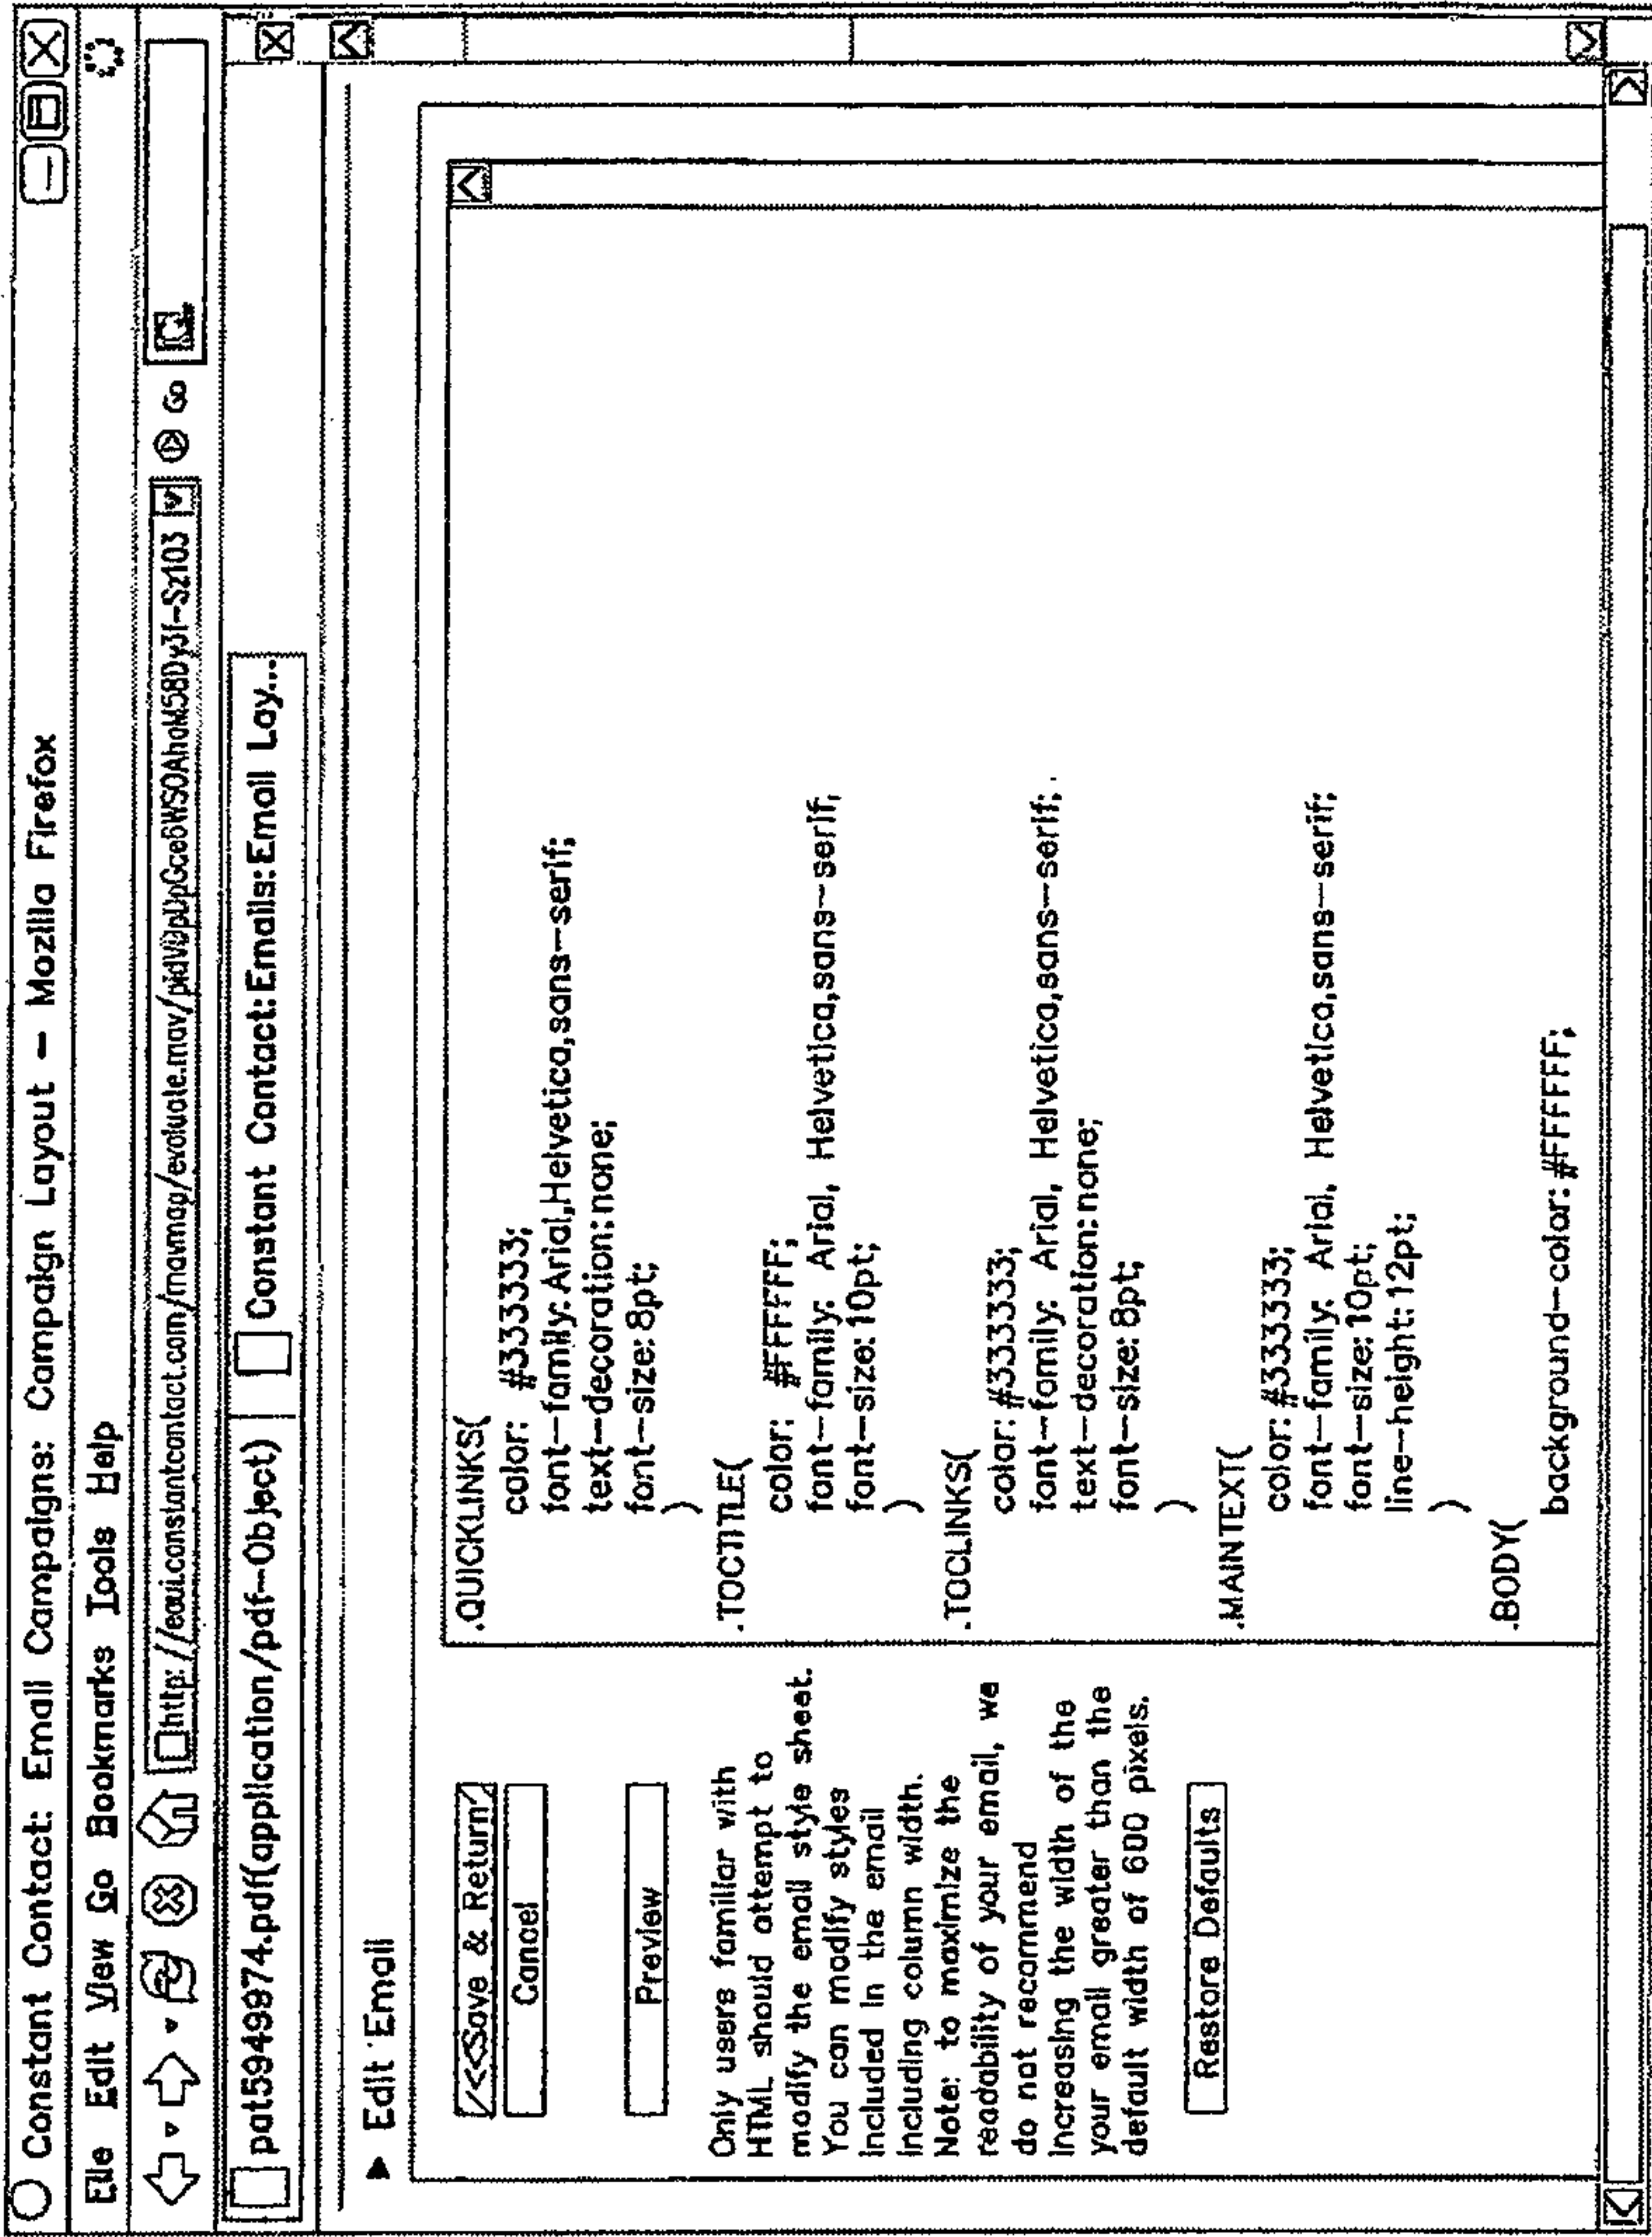 Constant Contact: Email Campaigns: Campaign Layout - Mozilla Firefox
File Edit View Go Bookmarks Tools Help
Go
pat5949874.pdf(application/pdf-Object)
Constant Contact:Emails:Email Lay...
Edit Email
/<<Save & Return
Cancel
Preview
Only users familiar with
HTML should attempt to
modify the email style sheet.
You can modify styles
included in the email
including column width.
Note: to maximize the
readability of your email, we
do not recommend
increasing the width of the
your email greater than the
default width of 600 pixels.
Restore Defaults
.QUICKLINKS(
color: #333333;
font-family:Arial,Helvetica,sans-serif;
text-decoration:none;
font-size:8pt;
)
.TOCTITLE(
color: #FFFFFF;
font-family: Arial, Helvetica,sans-serif;
font-size:10pt;
)
.TOCLINKS(
color:#333333;
font-family: Arial, Helvetica,sans-serif;
text-decoration:none;
font-size:8pt;
)
.MAINTEXT(
color:#333333;
font-family: Arial, Helvetica,sans-serif;
font-size:10pt;
line-height:12pt;
)
.BODY(
background-color:#FFFFFF;